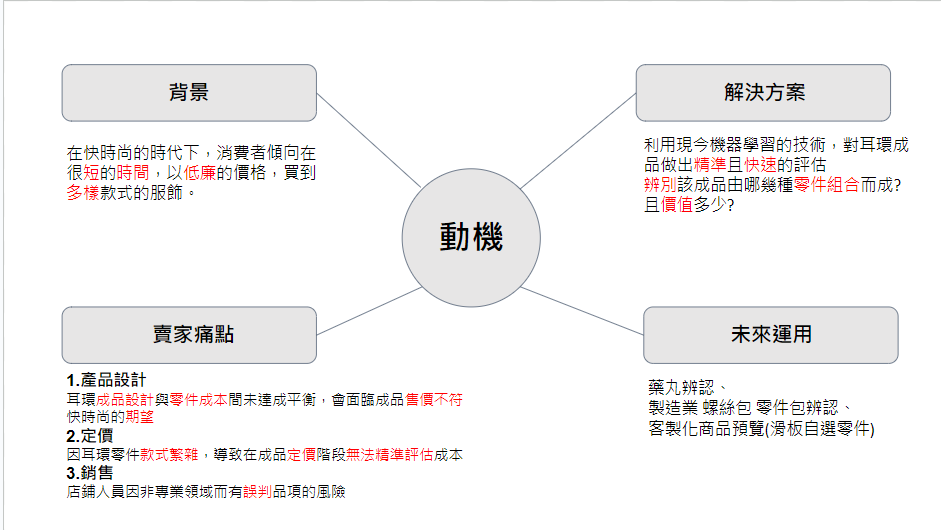 背景
在快時尚的時代下，消費者傾向在
很短的時間，以低廉的價格，買到
多樣款式的服飾。
解決方案
利用現今機器學習的技術，對耳環成
品做出精準且快速的評估
辨別該成品由哪幾種零件組合而成?
且價值多少?
動機
賣家痛點
1.產品設計
耳環成品設計與零件成本間未達成平衡，會面臨成品售價不符
快時尚的期望
2.定價
因耳環零件款式繁雜，導致在成品定價階段無法精準評估成本
3.銷售
店鋪人員因非專業領域而有誤判品項的風險
未來運用
藥丸辨認、
製造業 螺絲包 零件包辨認、
客製化商品預覽(滑板自選零件)